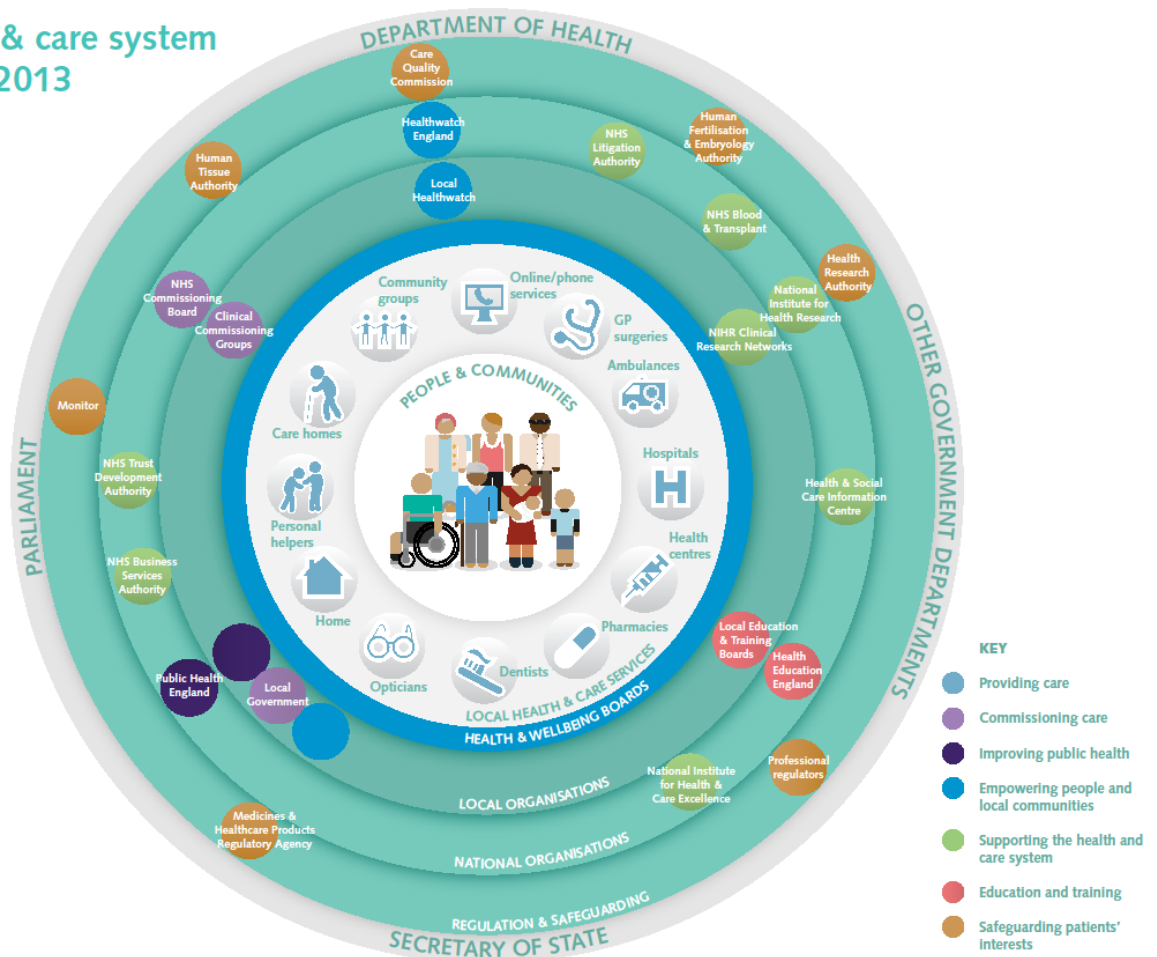 & care system
2013
DEPARTMENT OF HEALTH
Care
Quality
Commission
Healthwatch
England
Local
Healthwatch
NHS
Litigation
Authority
Human
Fertilisation
& Embryology
Authority
Human
Tissue
Authority
NHS Blood
& Transplant
Health
Research
Authority
National
Institute for
Health Research
NIHR Clinical
Research Networks
NHS
Commissioning
Board
Clinical
Commissioning
Groups
Community
groups
Online/phone
services
GP
surgeries
Ambulances
PEOPLE & COMMUNITIES
Care homes
Hospitals
Monitor
NHS Trust
Development
Authority
Health & Social
Care Information
Centre
PARLIAMENT
OTHER GOVERNMENT DEPARTMENTS
Personal
helpers
Health
centres
NHS Business
Services
Authority
Home
Pharmacies
Opticians
Dentists
LOCAL HEALTH & CARE SERVICES
HEALTH & WELLBEING BOARDS
Local Education
& Training
Boards
Health
Education
England
Public Health
England
Local
Government
National Institute
for Health &
Care Excellence
Professional
regulators
Medicines &
Healthcare Products
Regulatory Agency
LOCAL ORGANISATIONS
NATIONAL ORGANISATIONS
REGULATION & SAFEGUARDING
SECRETARY OF STATE
KEY
Providing care
Commissioning care
Improving public health
Empowering people and
local communities
Supporting the health and
care system
Education and training
Safeguarding patients'
interests